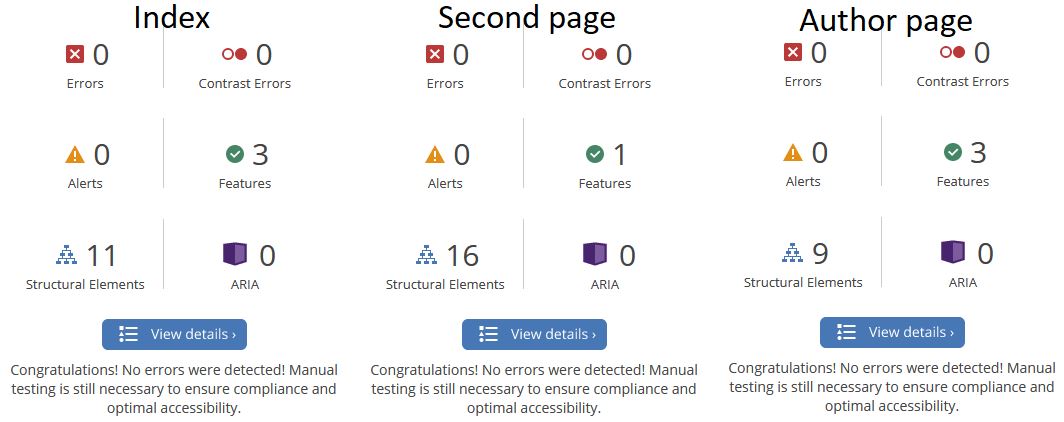 Index
0
Errors
0
Contrast Errors
0
Alerts
3
Features
11
Structural Elements
0
ARIA
View details ›
Congratulations! No errors were detected! Manual
testing is still necessary to ensure compliance and
optimal accessibility.
Second page
0
Errors
0
Contrast Errors
0
Alerts
1
Features
16
Structural Elements
0
ARIA
View details ›
Congratulations! No errors were detected! Manual
testing is still necessary to ensure compliance and
optimal accessibility.
Author page
0
Errors
0
Contrast Errors
0
Alerts
3
Features
9
Structural Elements
0
ARIA
View details ›
Congratulations! No errors were detected! Manual
testing is still necessary to ensure compliance and
optimal accessibility.